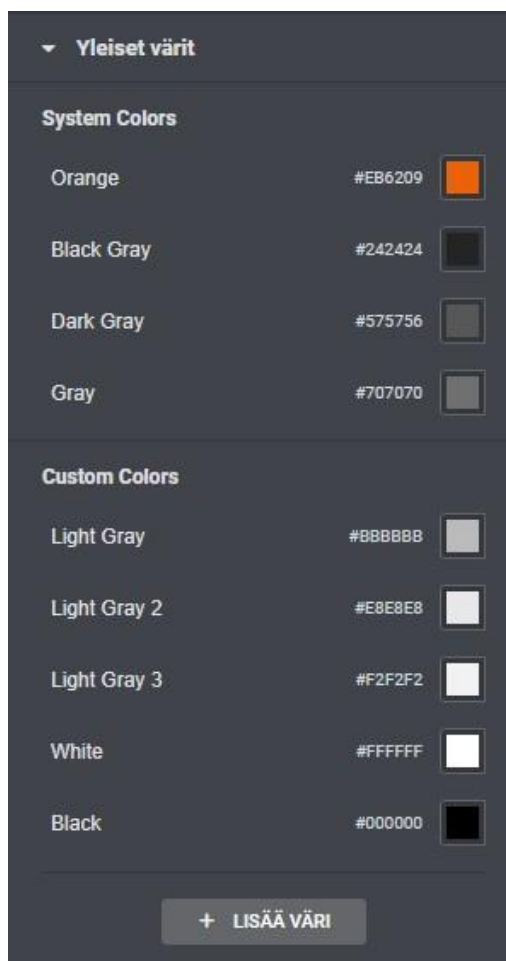 Yleiset värit
System Colors
Orange #EB6209
Black Gray #242424
Dark Gray #575756
Gray #707070
Custom Colors
Light Gray #BBBBBB
Light Gray 2 #E8E8E8
Light Gray 3 #F2F2F2
White #FFFFFF
Black #000000
+ LISÄÄ VÄRI